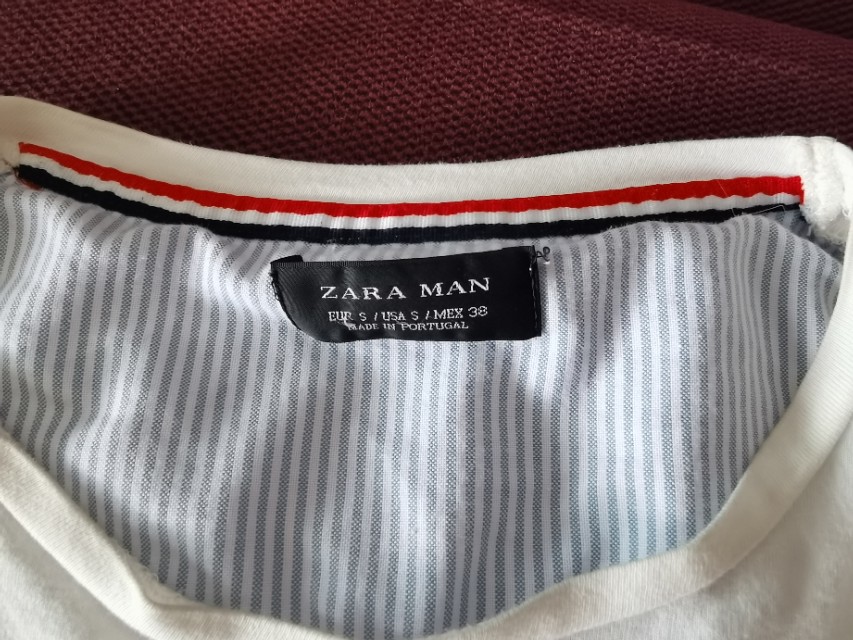 ZARA MAN
EUR S / USA S / MEX 38
MADE IN PORTUGAL